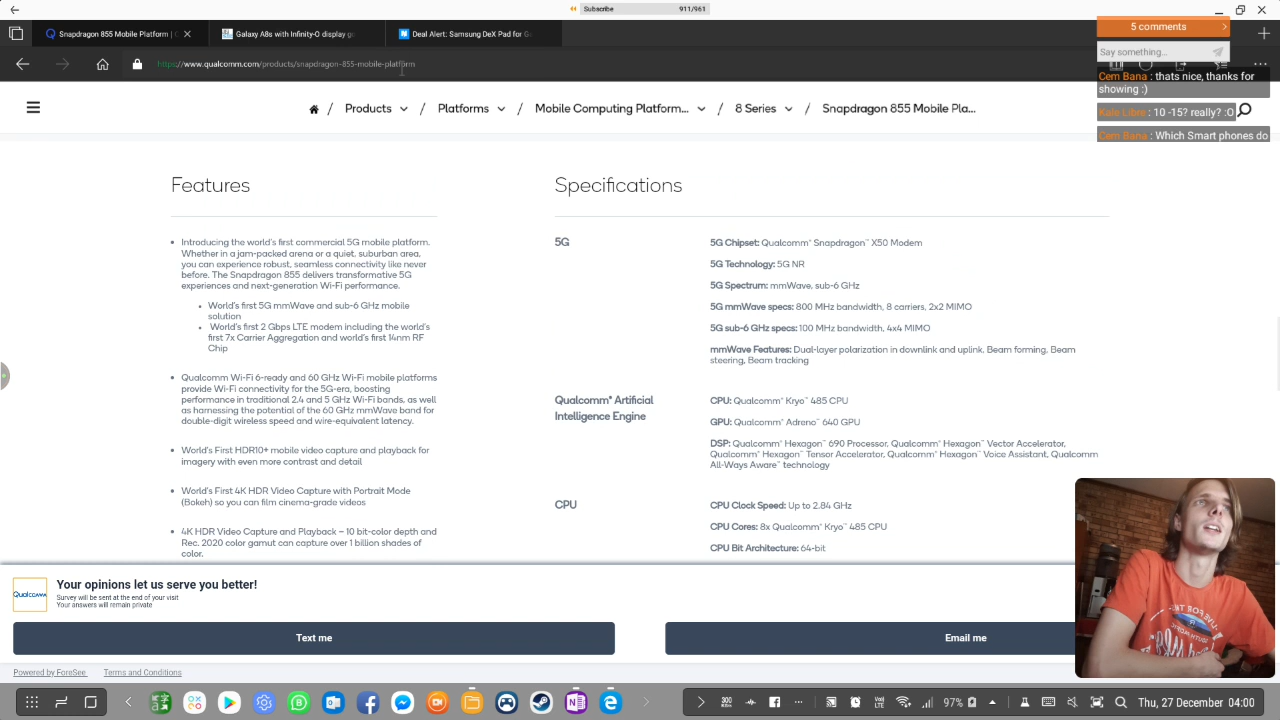 Subscribe 911/961
Snapdragon 855 Mobile Platform |
Galaxy A8s with Infinity-O display g
Deal Alert: Samsung DeX Pad for G
https://www.qualcomm.com/products/snapdragon-855-mobile-platform
5 comments
Say something...
Cem Bana : thats nice, thanks for
showing :)
Kalo Libre : 10 -15? really? :O
Cem Bana : Which Smart phones do
/ Products / Platforms / Mobile Computing Platform... / 8 Series / Snapdragon 855 Mobile Pla...
Features
Introducing the world's first commercial 5G mobile platform.
Whether in a jam-packed arena or a quiet, suburban area,
you can experience robust, seamless connectivity like never
before. The Snapdragon 855 delivers transformative 5G
experiences and next-generation Wi-Fi performance.
World's first 5G mmWave and sub-6 GHz mobile
solution
World's first 2 Gbps LTE modem including the world's
first 7x Carrier Aggregation and world's first 14nm RF
Chip
Qualcomm Wi-Fi 6-ready and 60 GHz Wi-Fi mobile platforms
provide Wi-Fi connectivity for the 5G-era, boosting
performance in traditional 2.4 and 5 GHz Wi-Fi bands, as well
as harnessing the potential of the 60 GHz mmWave band for
double-digit wireless speed and wire-equivalent latency.
World's First HDR10+ mobile video capture and playback for
imagery with even more contrast and detail
World's First 4K HDR Video Capture with Portrait Mode
(Bokeh) so you can film cinema-grade videos
4K HDR Video Capture and Playback – 10 bit-color depth and
Rec. 2020 color gamut can capture over 1 billion shades of
color.
Specifications
5G
5G Chipset: Qualcomm® Snapdragon™ X50 Modem
5G Technology: 5G NR
5G Spectrum: mmWave, sub-6 GHz
5G mmWave specs: 800 MHz bandwidth, 8 carriers, 2x2 MIMO
5G sub-6 GHz specs: 100 MHz bandwidth, 4x4 MIMO
mmWave Features: Dual-layer polarization in downlink and uplink, Beam forming, Beam
steering, Beam tracking
Qualcomm® Artificial
Intelligence Engine
CPU: Qualcomm® Kryo™ 485 CPU
GPU: Qualcomm® Adreno™ 640 GPU
DSP: Qualcomm® Hexagon™ 690 Processor, Qualcomm® Hexagon™ Vector Accelerator,
Qualcomm® Hexagon™ Tensor Accelerator, Qualcomm® Hexagon™ Voice Assistant, Qualcomm
All-Ways Aware™ technology
CPU
CPU Clock Speed: Up to 2.84 GHz
CPU Cores: 8x Qualcomm® Kryo™ 485 CPU
CPU Bit Architecture: 64-bit
Qualcomm
Your opinions let us serve you better!
Survey will be sent at the end of your visit
Your answers will remain private
Text me
Email me
Powered by ForeSee
Terms and Conditions
97%
Thu, 27 December 04:00